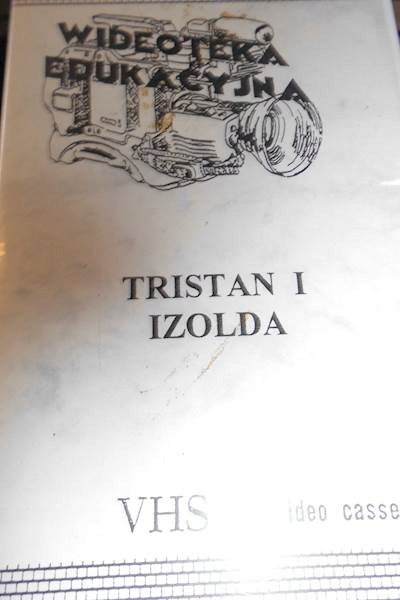 WIDEOTEKA
EDUKACYJNA
TRISTAN I
IZOLDA
VHS
ideo casse